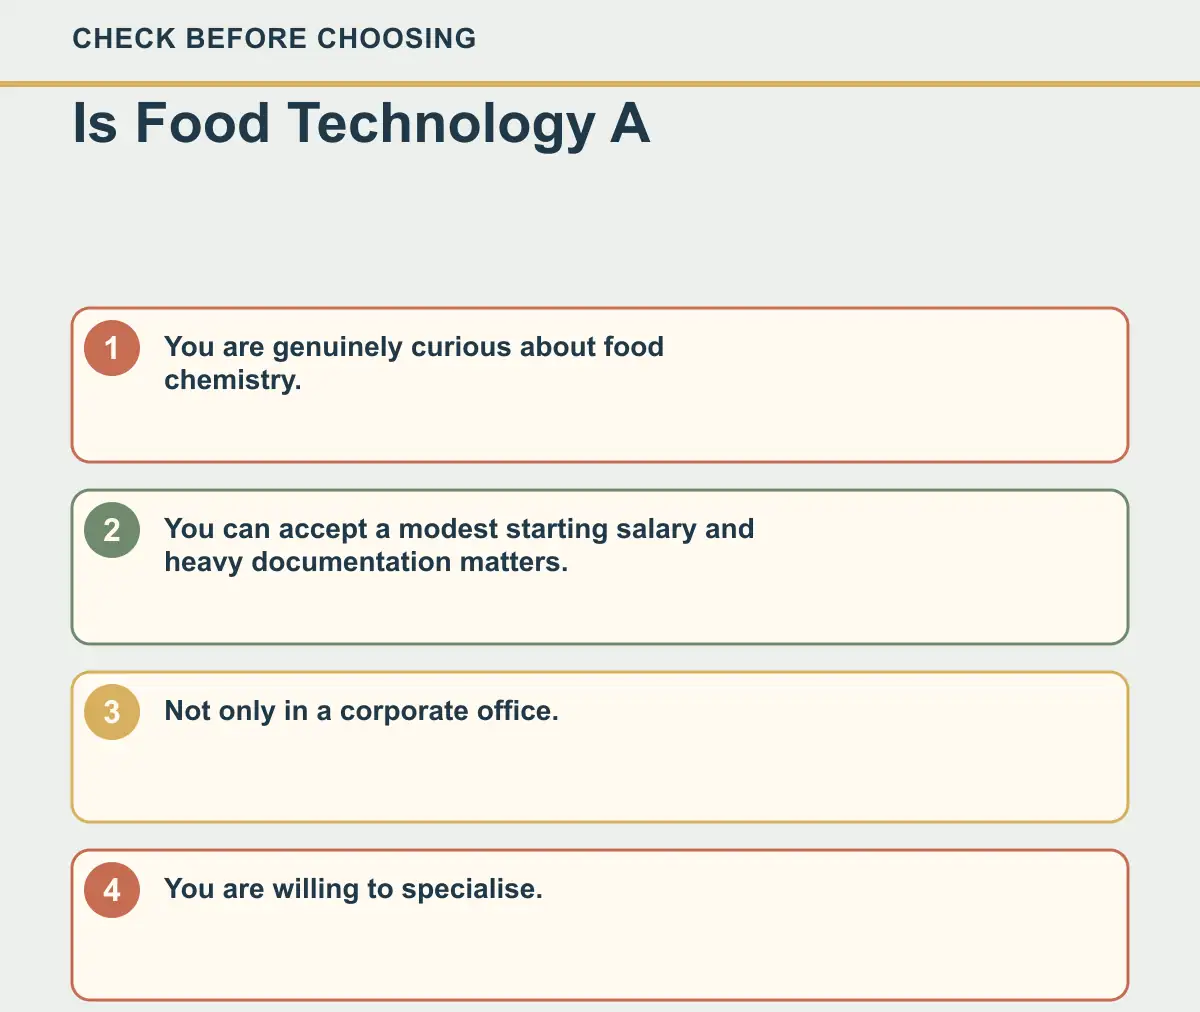 CHECK BEFORE CHOOSING
Is Food Technology A
1
You are genuinely curious about food
chemistry.
2
You can accept a modest starting salary and
heavy documentation matters.
3
Not only in a corporate office.
4
You are willing to specialise.